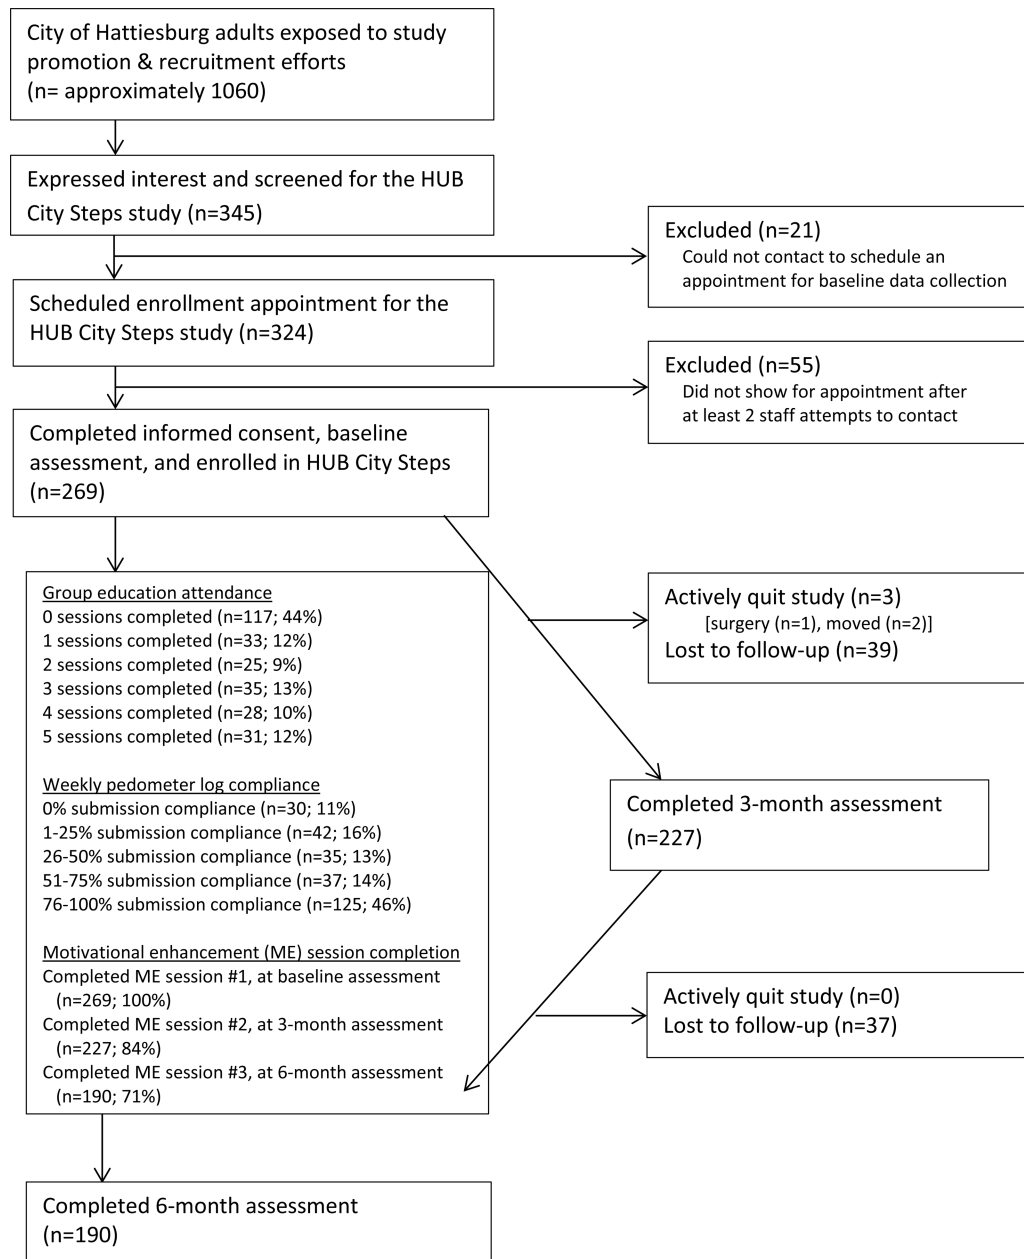 City of Hattiesburg adults exposed to study
promotion & recruitment efforts
(n= approximately 1060)
Expressed interest and screened for the HUB
City Steps study (n=345)
Excluded (n=21)
Could not contact to schedule an
appointment for baseline data collection
Scheduled enrollment appointment for the
HUB City Steps study (n=324)
Excluded (n=55)
Did not show for appointment after
at least 2 staff attempts to contact
Completed informed consent, baseline
assessment, and enrolled in HUB City Steps
(n=269)
Group education attendance
0 sessions completed (n=117; 44%)
1 sessions completed (n=33; 12%)
2 sessions completed (n=25; 9%)
3 sessions completed (n=35; 13%)
4 sessions completed (n=28; 10%)
5 sessions completed (n=31; 12%)
Weekly pedometer log compliance
0% submission compliance (n=30; 11%)
1-25% submission compliance (n=42; 16%)
26-50% submission compliance (n=35; 13%)
51-75% submission compliance (n=37; 14%)
76-100% submission compliance (n=125; 46%)
Motivational enhancement (ME) session completion
Completed ME session #1, at baseline assessment
(n=269; 100%)
Completed ME session #2, at 3-month assessment
(n=227; 84%)
Completed ME session #3, at 6-month assessment
(n=190; 71%)
Actively quit study (n=3)
[surgery (n=1), moved (n=2)]
Lost to follow-up (n=39)
Completed 3-month assessment
(n=227)
Actively quit study (n=0)
Lost to follow-up (n=37)
Completed 6-month assessment
(n=190)